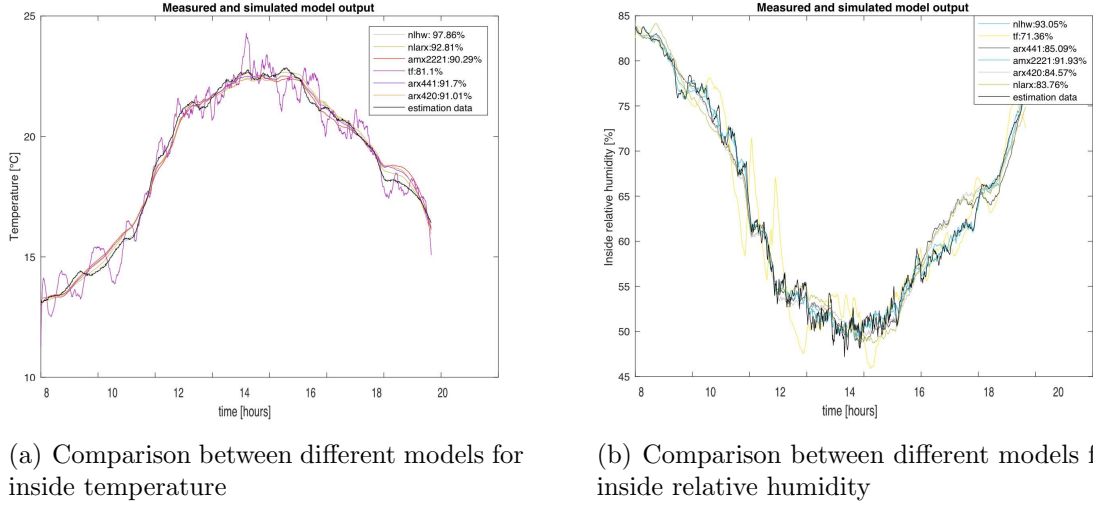 Measured and simulated model output
25
20
15
10
Temperature [°C]
nlhw: 97.86%
nlarx:92.81%
amx2221:90.29%
tf:81.1%
arx441:91.7%
arx420:91.01%
estimation data
8 10 12 14 16 18 20
time [hours]
(a) Comparison between different models for
inside temperature
Measured and simulated model output
85
80
75
70
65
60
55
50
45
Inside relative humidity [%]
nlhw:93.05%
tf:71.36%
arx441:85.09%
amx2221:91.93%
arx420:84.57%
nlarx:83.76%
estimation data
8 10 12 14 16 18 20
time [hours]
(b) Comparison between different models f
inside relative humidity